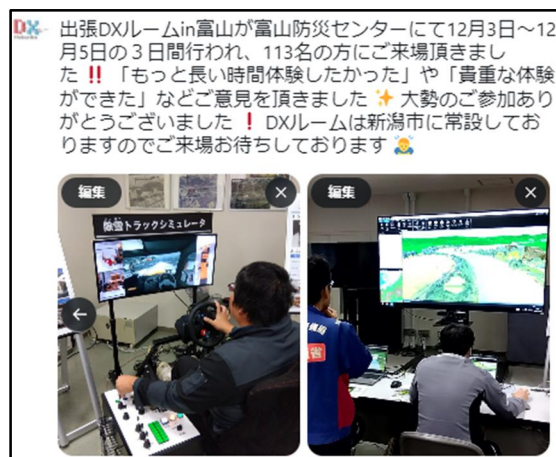 DX
出張DXルームin富山が富山防災センターにて12月3日～12
月5日の３日間行われ、113名の方にご来場頂きまし
た‼「もっと長い時間体験したかった」や「貴重な体験
ができた」などご意見を頂きました✨大勢のご参加あり
がとうございました❗DXルームは新潟市に常設してお
りますのでご来場お待ちしております🙇
編集
編集
除雪トラックシミュレータ